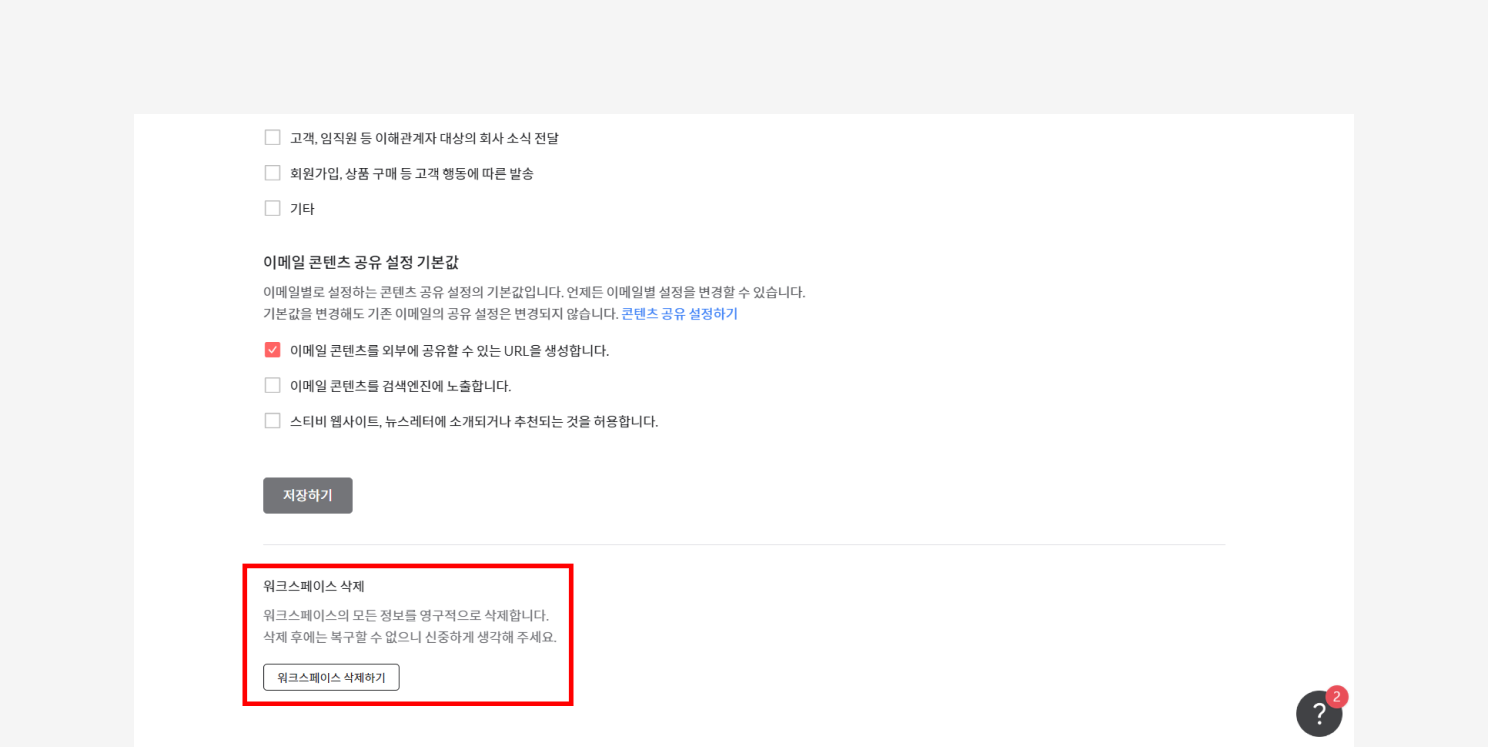 고객, 임직원 등 이해관계자 대상의 회사 소식 전달
회원가입, 상품 구매 등 고객 행동에 따른 발송
기타
이메일 콘텐츠 공유 설정 기본값
이메일별로 설정하는 콘텐츠 공유 설정의 기본값입니다. 언제든 이메일별 설정을 변경할 수 있습니다.
기본값을 변경해도 기존 이메일의 공유 설정은 변경되지 않습니다. 콘텐츠 공유 설정하기
이메일 콘텐츠를 외부에 공유할 수 있는 URL을 생성합니다.
이메일 콘텐츠를 검색엔진에 노출합니다.
스티비 웹사이트, 뉴스레터에 소개되거나 추천되는 것을 허용합니다.
저장하기
워크스페이스 삭제
워크스페이스의 모든 정보를 영구적으로 삭제합니다.
삭제 후에는 복구할 수 없으니 신중하게 생각해 주세요.
워크스페이스 삭제하기
2
?